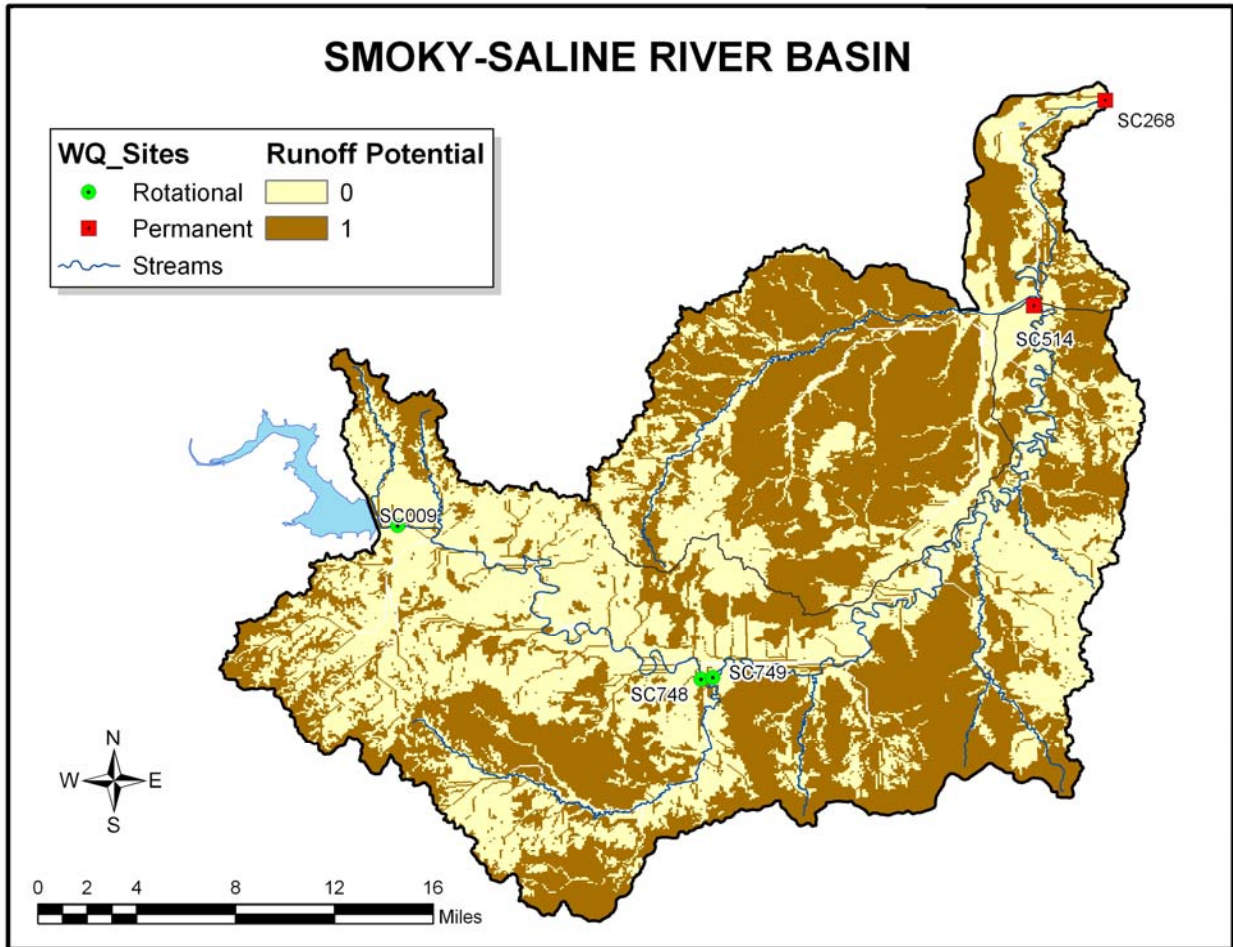 SMOKY-SALINE RIVER BASIN
WQ_Sites Runoff Potential
Rotational 0
Permanent 1
Streams
SC268
SC514
SC009
SC748 SC749
N
W E
S
0 2 4 8 12 16
Miles